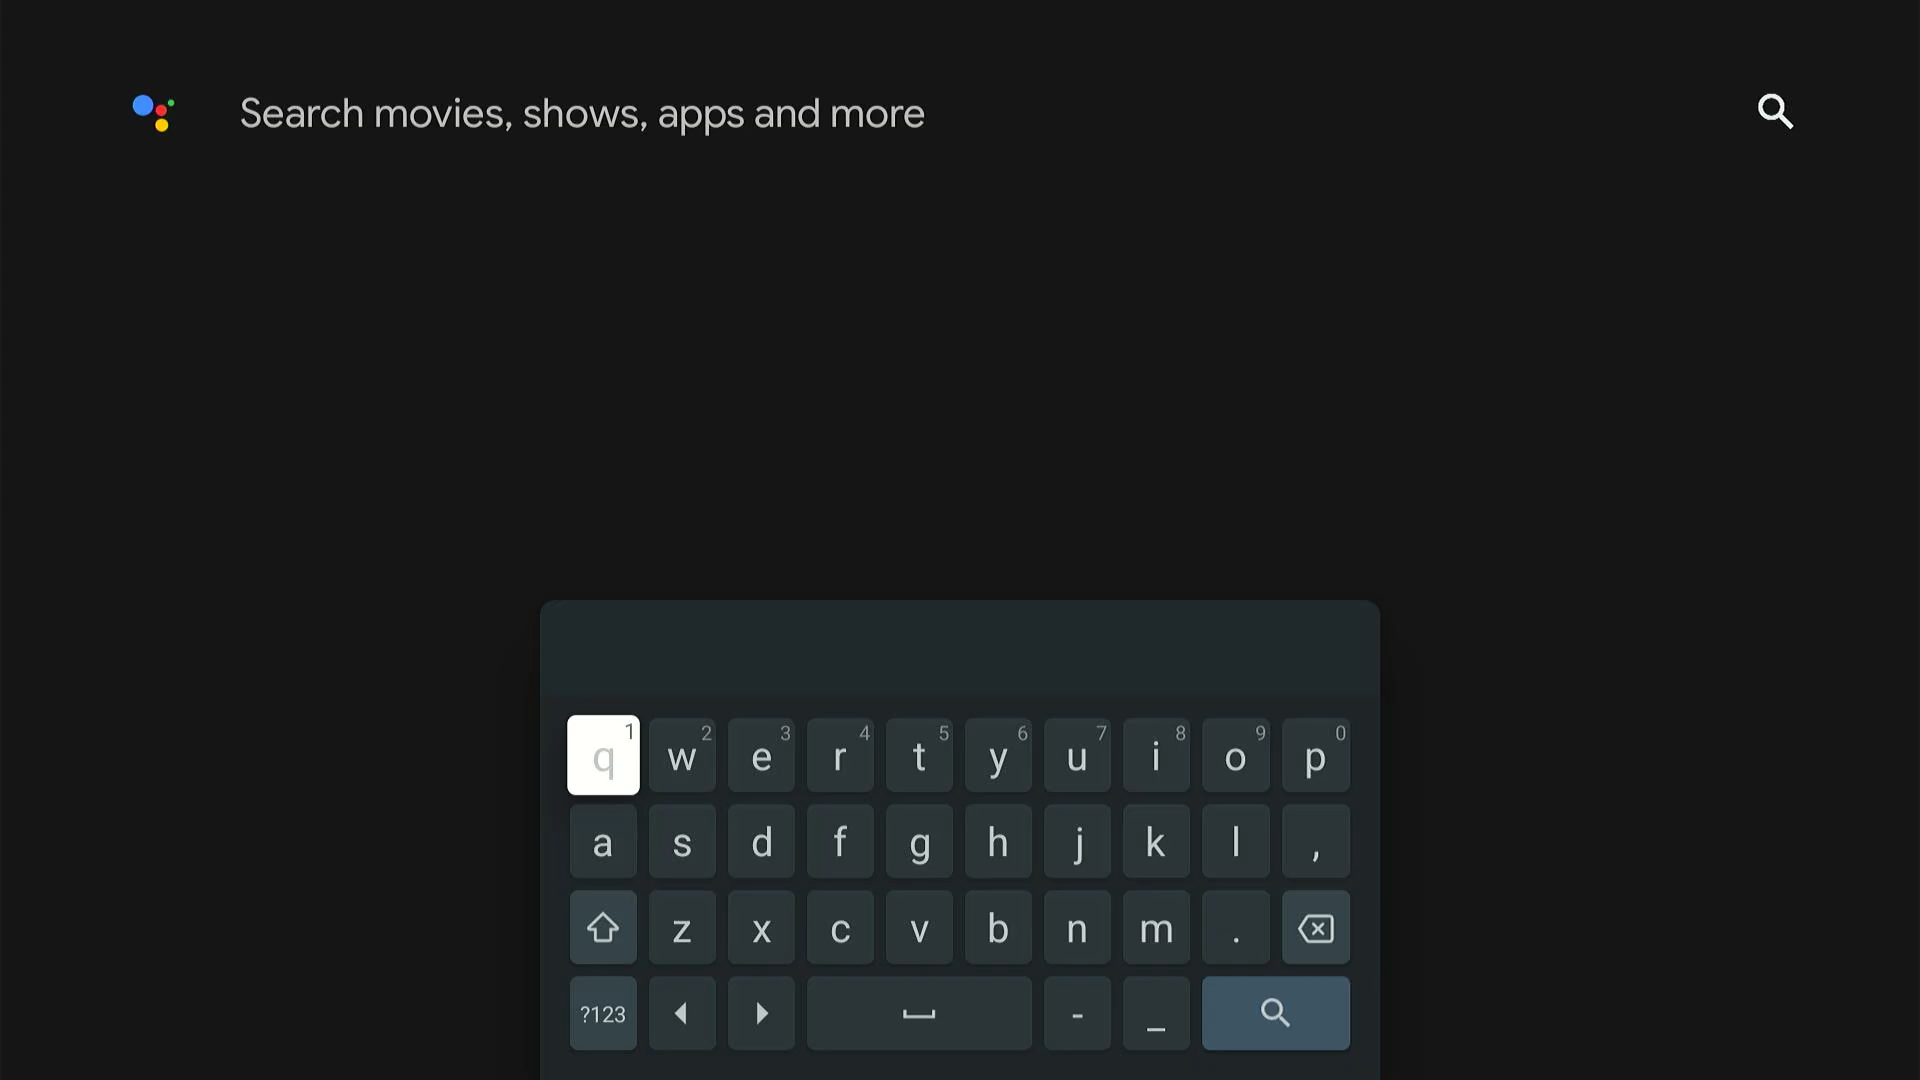 Search movies, shows, apps and more
q 1 w 2 e 3 r 4 t 5 y 6 u 7 i 8 o 9 p 0
a s d f g h j k l ,
z x c v b n m .
?123 - _